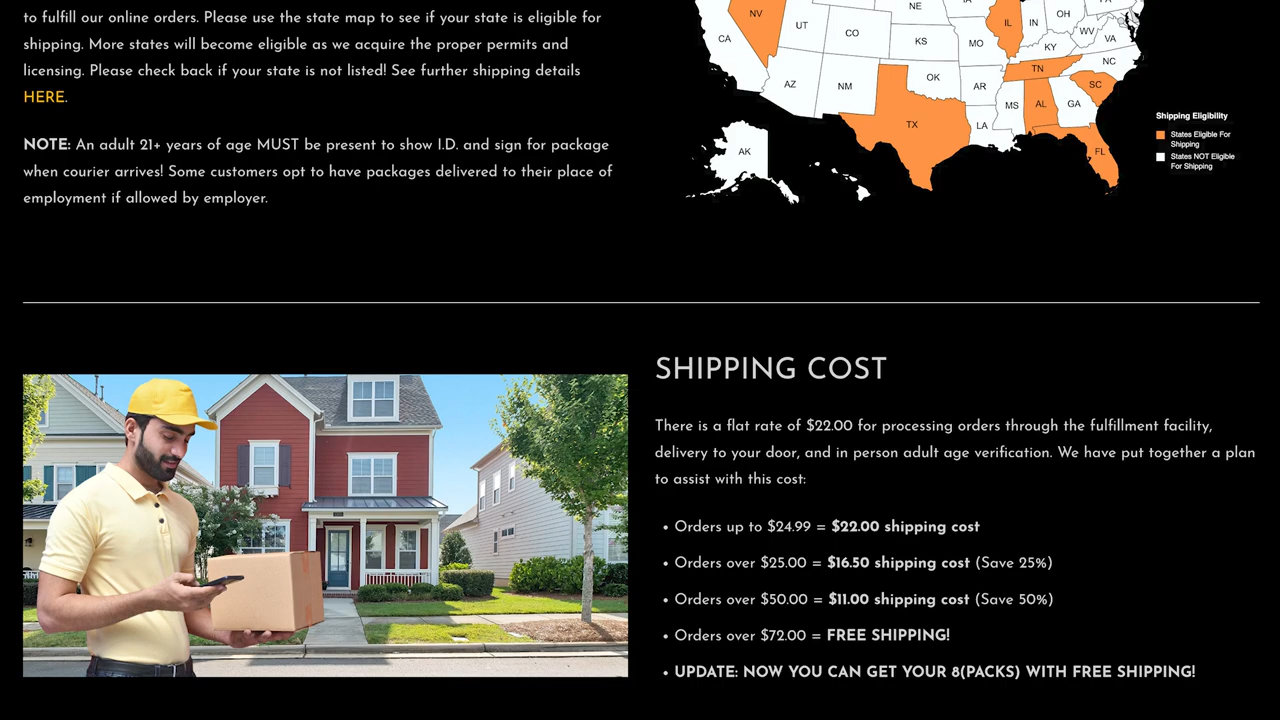 to fulfill our online orders. Please use the state map to see if your state is eligible for
shipping. More states will become eligible as we acquire the proper permits and
licensing. Please check back if your state is not listed! See further shipping details
HERE.
NOTE: An adult 21+ years of age MUST be present to show I.D. and sign for package
when courier arrives! Some customers opt to have packages delivered to their place of
employment if allowed by employer.
NV
UT
CA
CO
NE
KS
MO
IL
IN
OH
WV
VA
KY
NC
TN
SC
AZ
NM
OK
AR
MS
AL
GA
TX
LA
FL
AK
Shipping Eligibility
States Eligible For
Shipping
States NOT Eligible
For Shipping
SHIPPING COST
There is a flat rate of $22.00 for processing orders through the fulfillment facility,
delivery to your door, and in person adult age verification. We have put together a plan
to assist with this cost:
• Orders up to $24.99 = $22.00 shipping cost
• Orders over $25.00 = $16.50 shipping cost (Save 25%)
• Orders over $50.00 = $11.00 shipping cost (Save 50%)
• Orders over $72.00 = FREE SHIPPING!
• UPDATE: NOW YOU CAN GET YOUR 8(PACKS) WITH FREE SHIPPING!